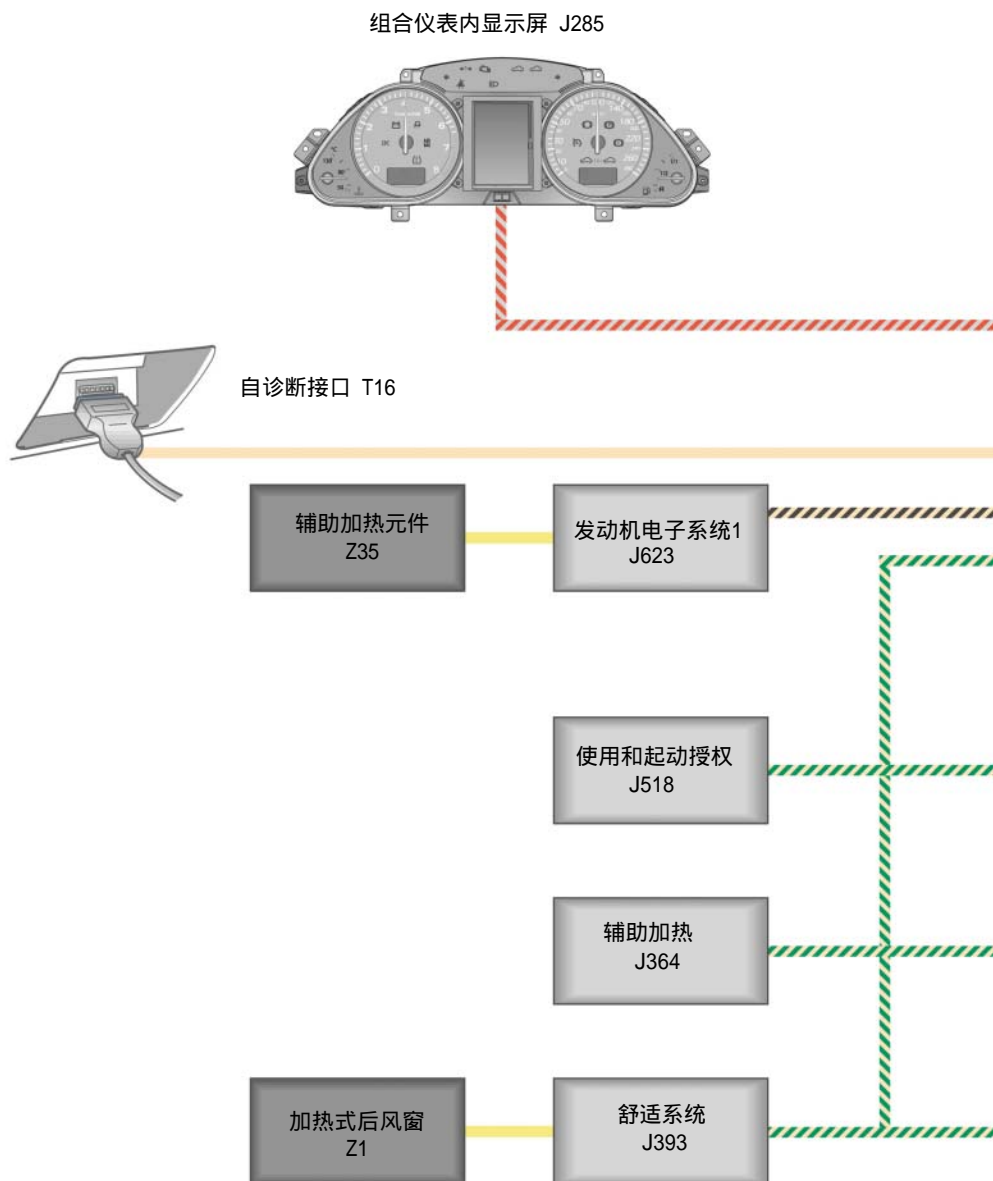 组合仪表内显示屏 J285
自诊断接口 T16
辅助加热元件
Z35
发动机电子系统1
J623
使用和起动授权
J518
辅助加热
J364
加热式后风窗
Z1
舒适系统
J393